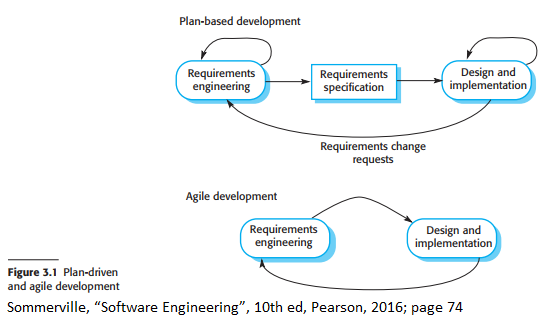 Plan-based development
Requirements
engineering
Requirements
specification
Design and
implementation
Requirements change
requests
Agile development
Requirements
engineering
Design and
implementation
Figure 3.1 Plan-driven
and agile development
Sommerville, “Software Engineering”, 10th ed, Pearson, 2016; page 74